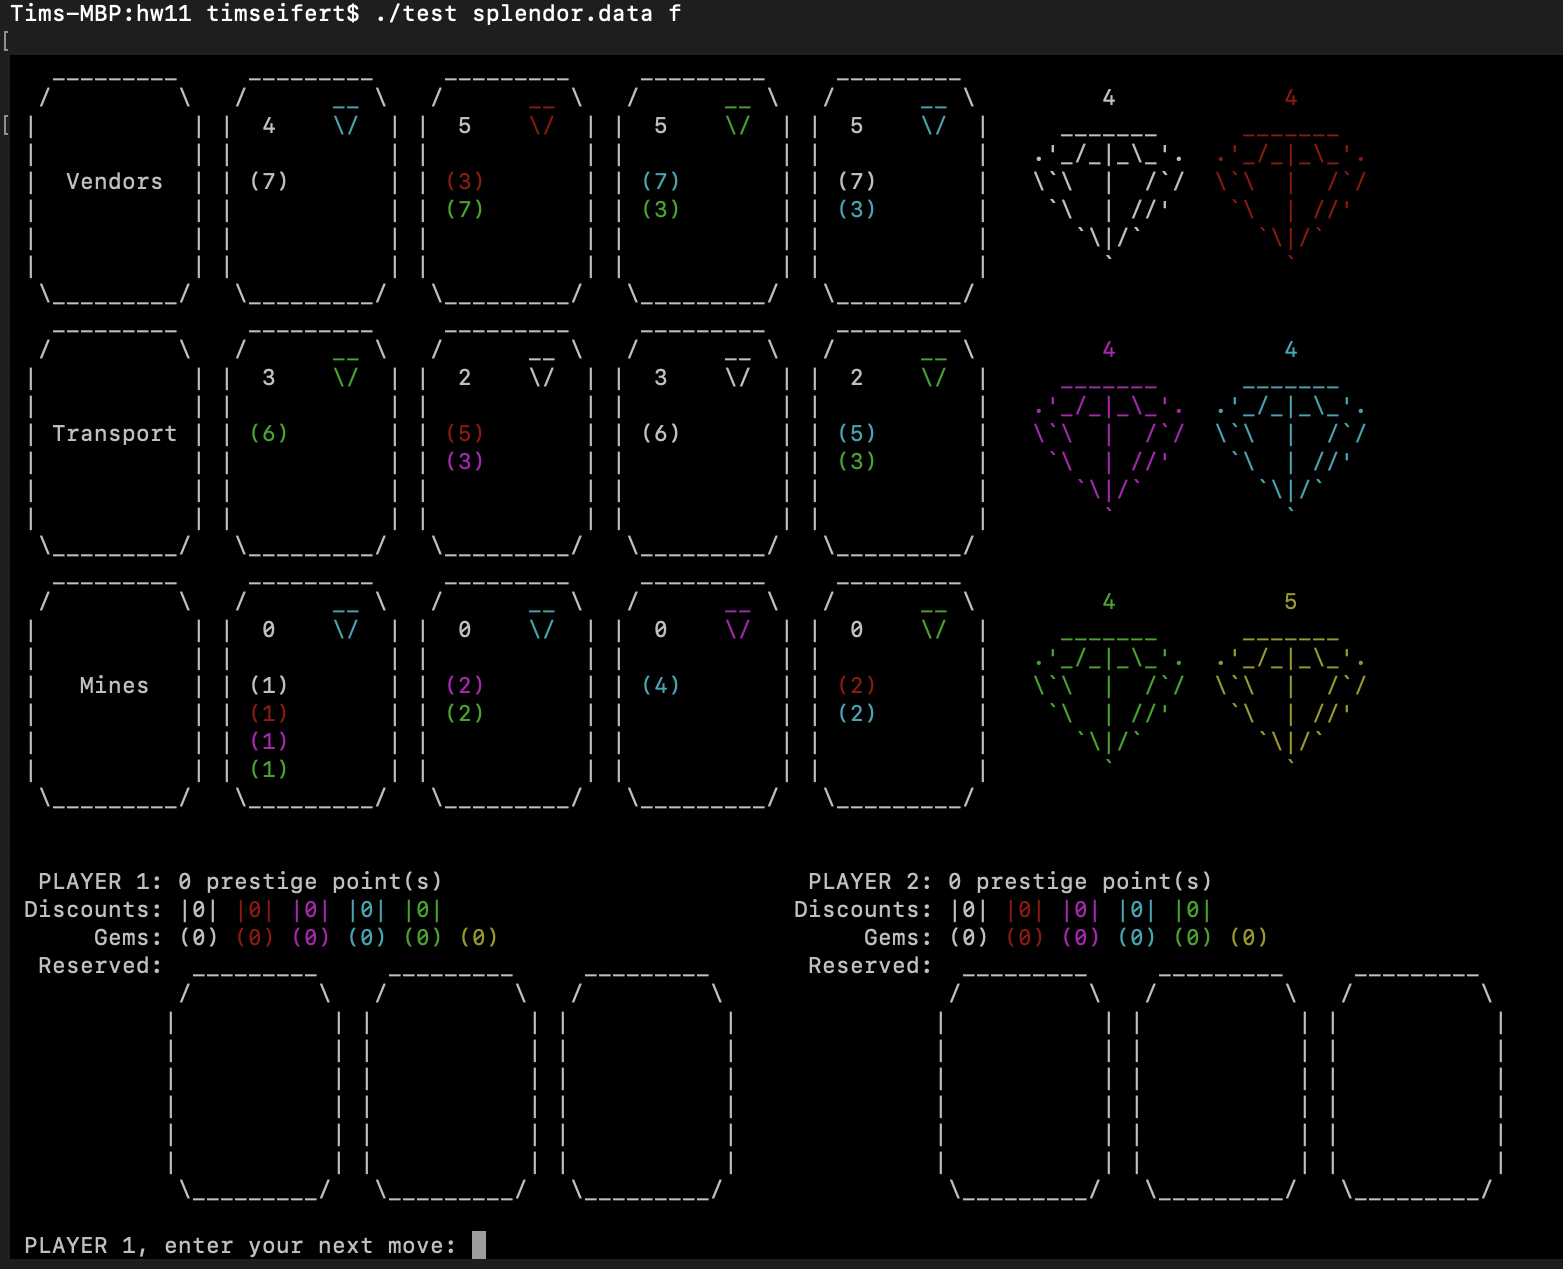 Tims-MBP:hw11 timseifert$ ./test splendor.data f
4 4
4 5 5 5
Vendors (7) (3) (7) (7)
(7) (3) (3)
4 4
3 2 3 2
Transport (6) (5) (6) (5)
(3) (3)
4 5
0 0 0 0
Mines (1) (2) (4) (2)
(1) (2) (2)
(1)
(1)
PLAYER 1: 0 prestige point(s) PLAYER 2: 0 prestige point(s)
Discounts: |0| |0| |0| |0| |0| Discounts: |0| |0| |0| |0| |0|
Gems: (0) (0) (0) (0) (0) (0) Gems: (0) (0) (0) (0) (0) (0)
Reserved: Reserved:
PLAYER 1, enter your next move: